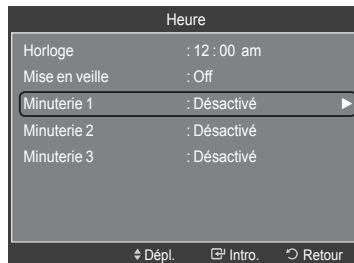 Heure
Horloge : 12 : 00 am
Mise en veille : Off
Minuterie 1 : Désactivé
Minuterie 2 : Désactivé
Minuterie 3 : Désactivé
Dépl. Intro. Retour